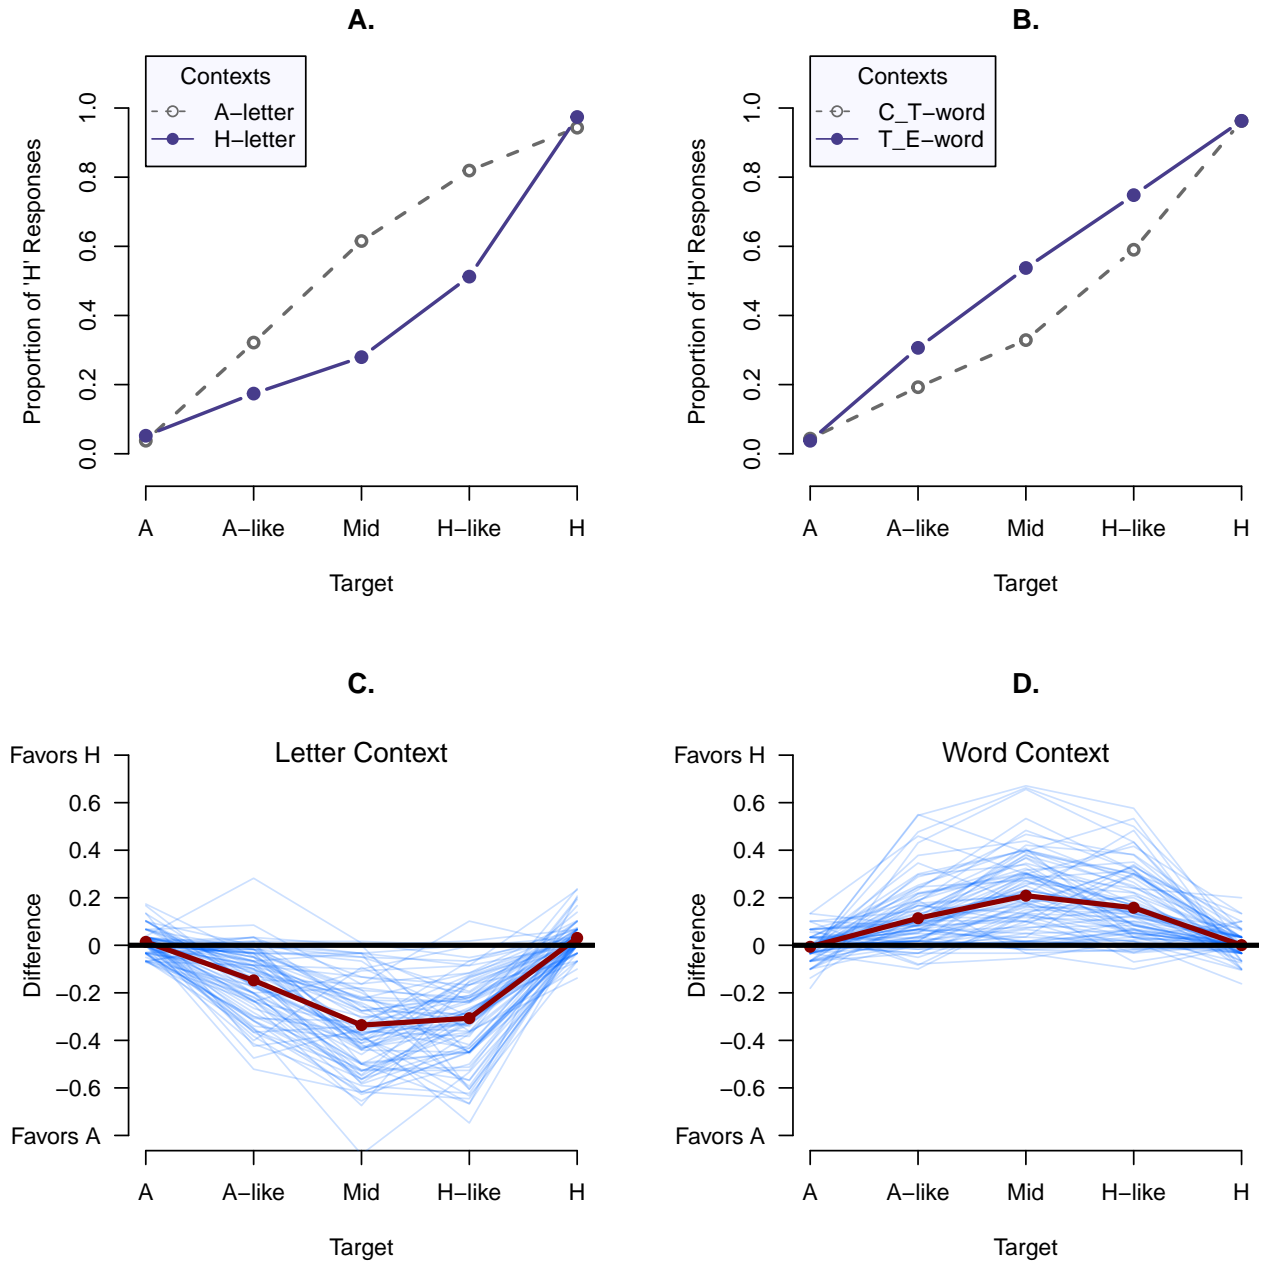 A.
Contexts
A-letter
H-letter
Proportion of 'H' Responses
1.0
0.8
0.6
0.4
0.2
0.0
A A-like Mid H-like H
Target
B.
Contexts
C_T-word
T_E-word
Proportion of 'H' Responses
1.0
0.8
0.6
0.4
0.2
0.0
A A-like Mid H-like H
Target
C.
Letter Context
Difference
Favors H
0.6
0.4
0.2
0
−0.2
−0.4
−0.6
Favors A
A A-like Mid H-like H
Target
D.
Word Context
Difference
Favors H
0.6
0.4
0.2
0
−0.2
−0.4
−0.6
Favors A
A A-like Mid H-like H
Target